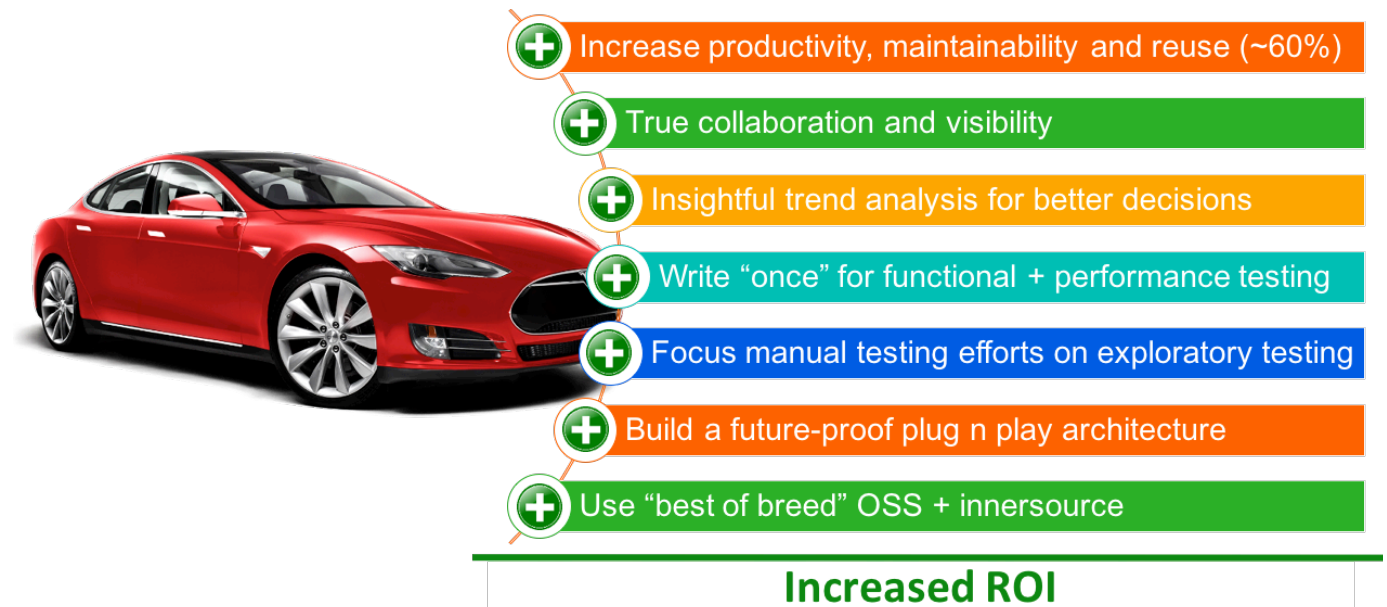 Increase productivity, maintainability and reuse (~60%)
True collaboration and visibility
Insightful trend analysis for better decisions
Write “once” for functional + performance testing
Focus manual testing efforts on exploratory testing
Build a future-proof plug n play architecture
Use “best of breed” OSS + innersource
Increased ROI